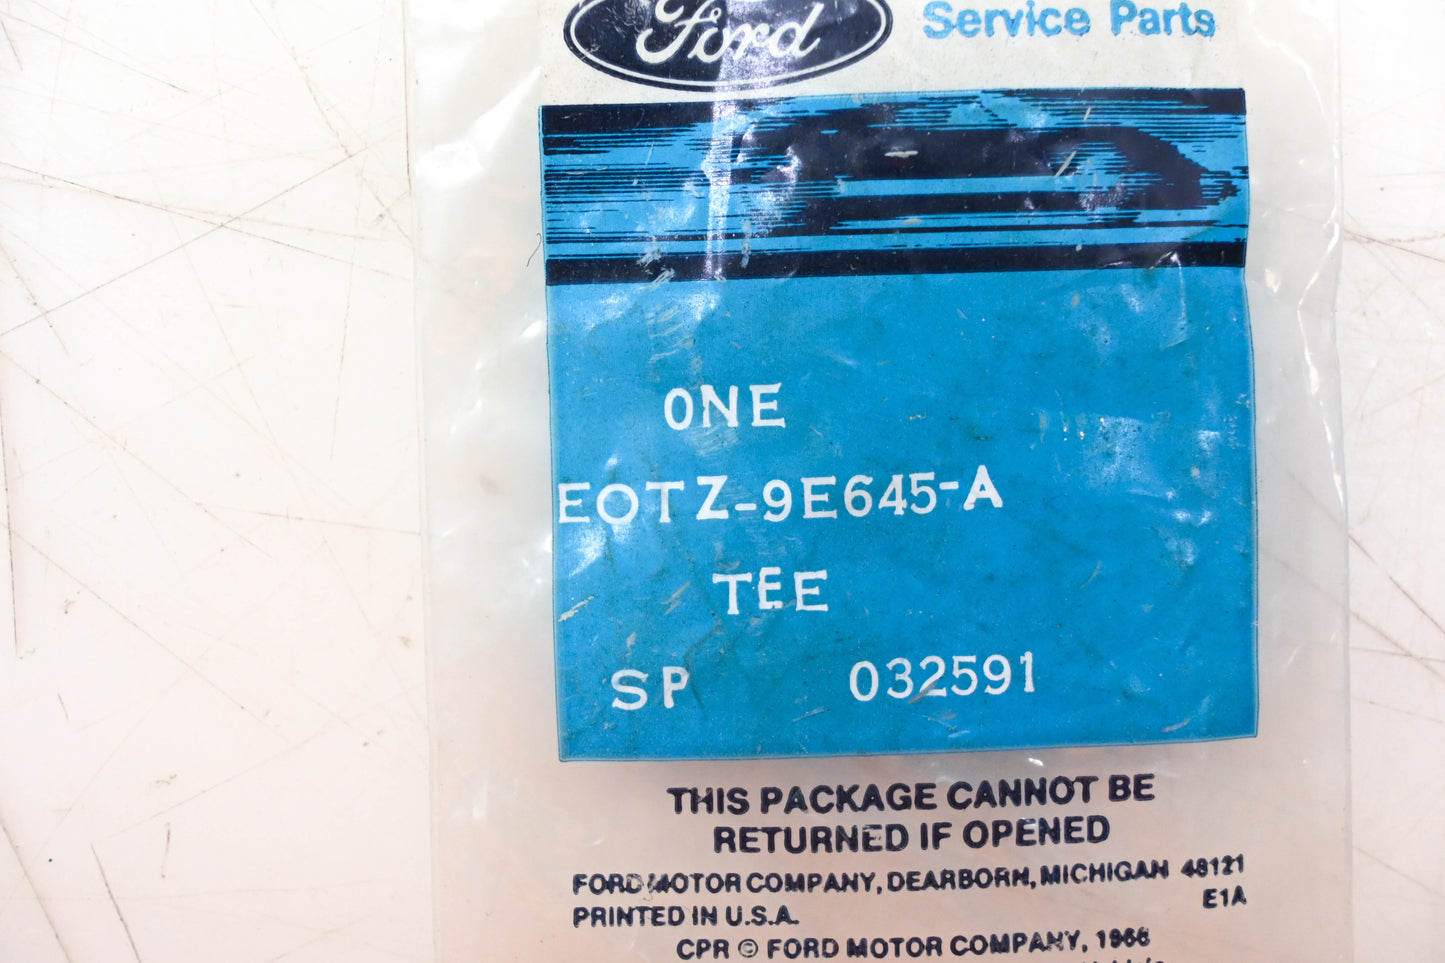 Ford Service Parts
ONE
EOTZ-9E645-A
TEE
SP 032591
THIS PACKAGE CANNOT BE
RETURNED IF OPENED
FORD MOTOR COMPANY, DEARBORN, MICHIGAN 48121
E1A
PRINTED IN U.S.A.
CPR © FORD MOTOR COMPANY, 1966